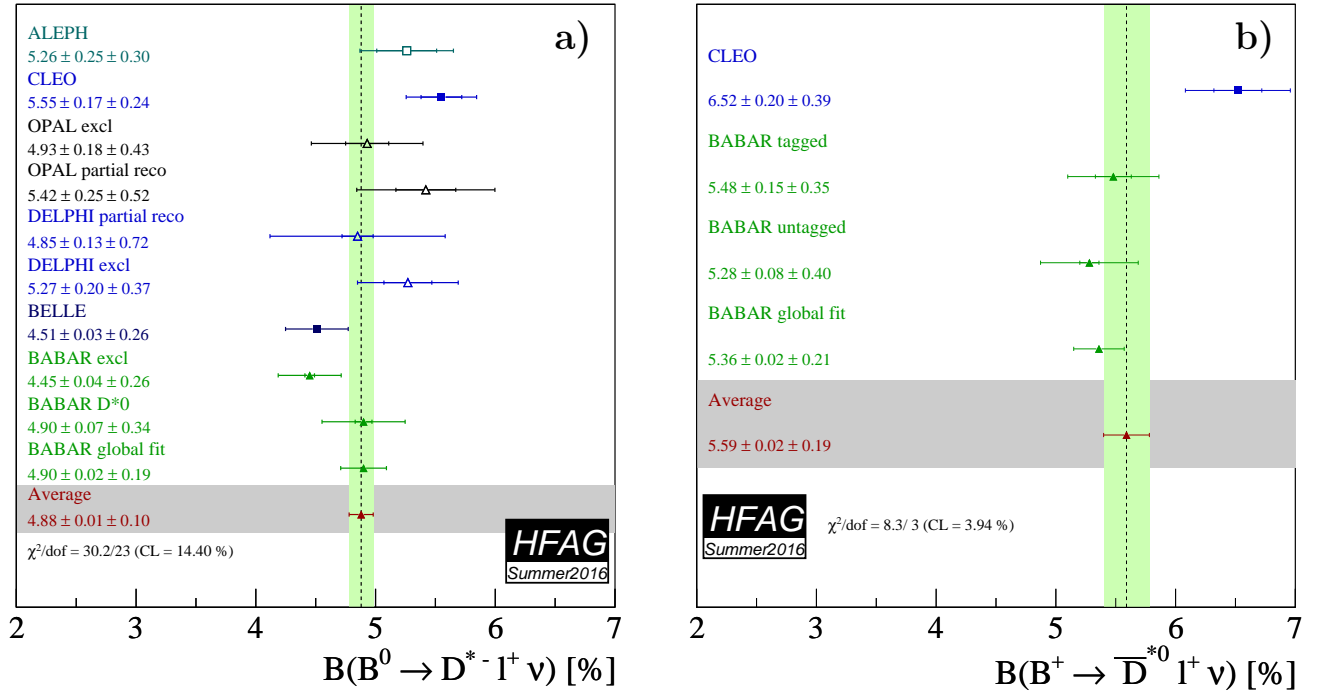 a)
ALEPH
5.26 ± 0.25 ± 0.30
CLEO
5.55 ± 0.17 ± 0.24
OPAL excl
4.93 ± 0.18 ± 0.43
OPAL partial reco
5.42 ± 0.25 ± 0.52
DELPHI partial reco
4.85 ± 0.13 ± 0.72
DELPHI excl
5.27 ± 0.20 ± 0.37
BELLE
4.51 ± 0.03 ± 0.26
BABAR excl
4.45 ± 0.04 ± 0.26
BABAR D*0
4.90 ± 0.07 ± 0.34
BABAR global fit
4.90 ± 0.02 ± 0.19
Average
4.88 ± 0.01 ± 0.10
χ²/dof = 30.2/23 (CL = 14.40 %)
HFAG
Summer2016
2 3 4 5 6 7
B(B⁰ → D*⁻ l⁺ ν) [%]
b)
CLEO
6.52 ± 0.20 ± 0.39
BABAR tagged
5.48 ± 0.15 ± 0.35
BABAR untagged
5.28 ± 0.08 ± 0.40
BABAR global fit
5.36 ± 0.02 ± 0.21
Average
5.59 ± 0.02 ± 0.19
HFAG
Summer2016
χ²/dof = 8.3/ 3 (CL = 3.94 %)
2 3 4 5 6 7
B(B⁺ → D̅*⁰ l⁺ ν) [%]